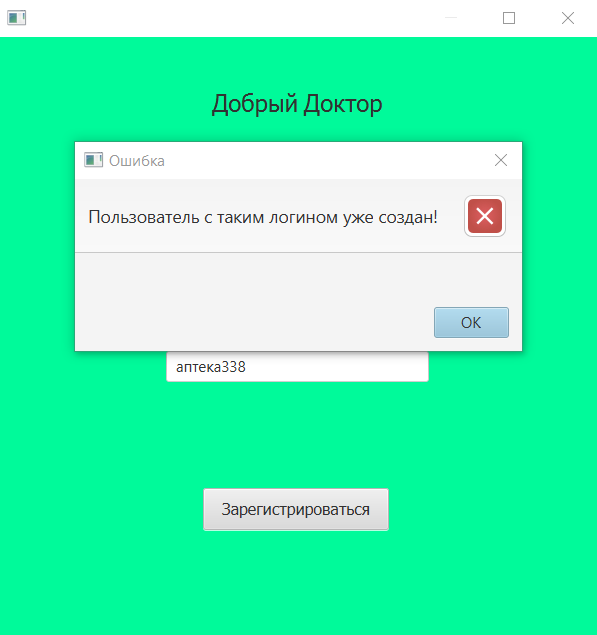 Добрый Доктор
Ошибка
Пользователь с таким логином уже создан!
OK
аптека338
Зарегистрироваться